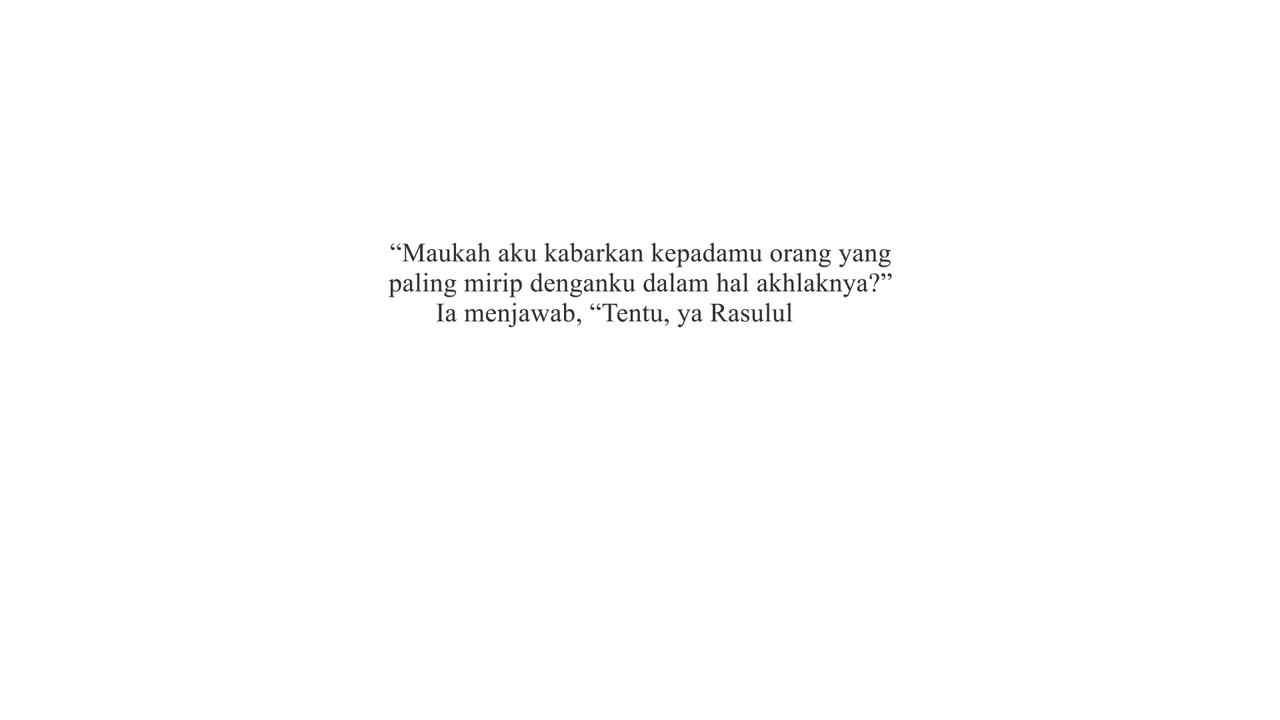 “Maukah aku kabarkan kepadamu orang yang
paling mirip denganku dalam hal akhlaknya?”
Ia menjawab, “Tentu, ya Rasulul